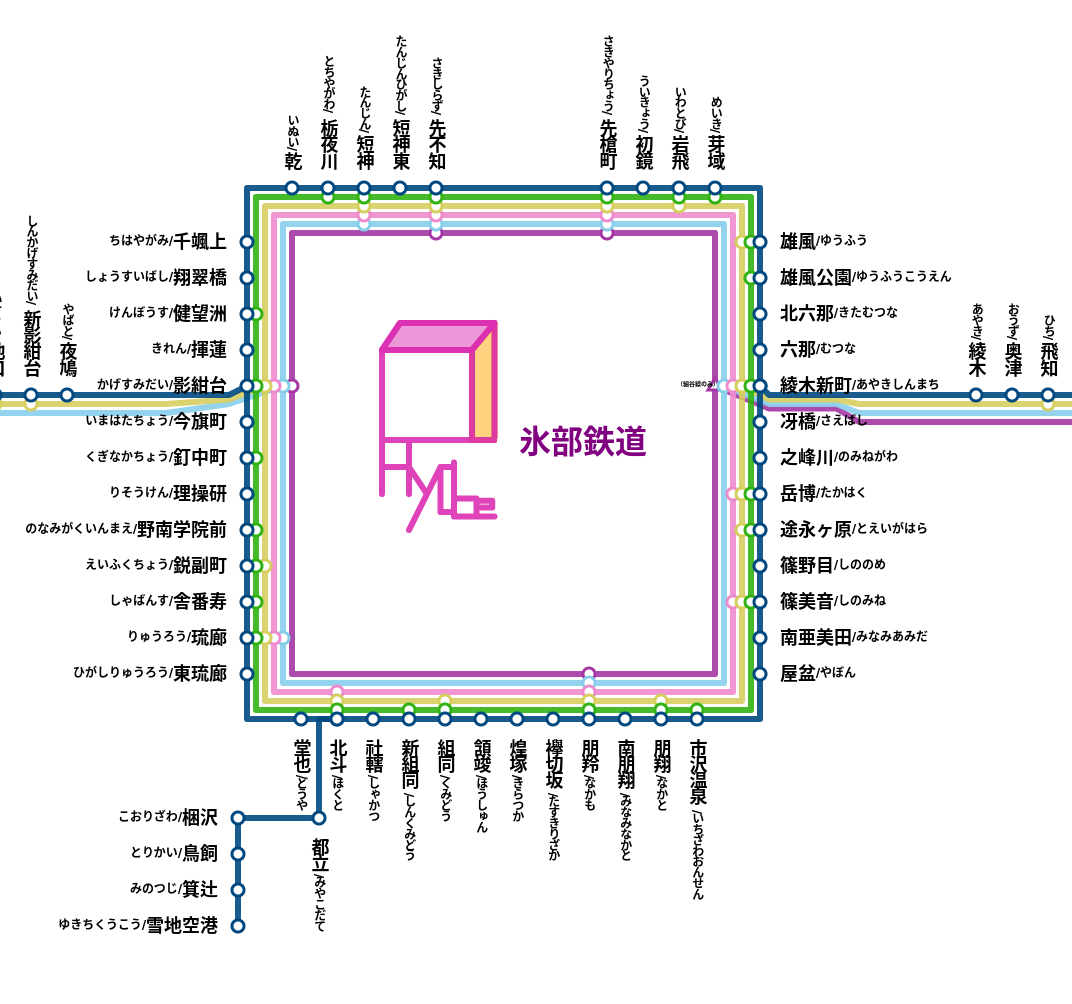 いぬい/乾
とちやがわ/栃夜川
たんじん/短神
たんじんひがし/短神東
さきしらず/先不知
さきやりちょう/先槍町
ういきょう/初鏡
いわとび/岩飛
めいき/芽域
ちはやがみ/千颯上
しょうすいばし/翔翠橋
けんぼうす/健望洲
きれん/揮蓮
かげすみだい/影紺台
いまはたちょう/今旗町
くぎなかちょう/釘中町
りそうけん/理操研
のなみがくいんまえ/野南学院前
えいふくちょう/鋭副町
しゃばんす/舎番寿
りゅうろう/琉廊
ひがしりゅうろう/東琉廊
しんかげすみだい/新影紺台
やばと/夜鳩
氷部鉄道
雄風/ゆうふう
雄風公園/ゆうふうこうえん
北六那/きたむつな
六那/むつな
綾木新町/あやきしんまち
冴橋/さえばし
之峰川/のみねがわ
岳博/たかはく
途永ヶ原/とえいがはら
篠野目/しののめ
篠美音/しのみね
南亜美田/みなみあみだ
屋盆/やぼん
あやき/綾木
おうず/奥津
ひち/飛知
堂也/どうや
北斗/ほくと
社轄/しゃかつ
新組同/しんくみどう
組同/くみどう
頷竣/ほうしゅん
煌塚/きらつか
襷切坂/たすきりざか
朋羚/なかも
南朋翔/みなみなかと
朋翔/なかと
市沢温泉/いちざわおんせん
こおりざわ/梱沢
とりかい/鳥飼
みのつじ/箕辻
ゆきちくうこう/雪地空港
都立/みやこだて